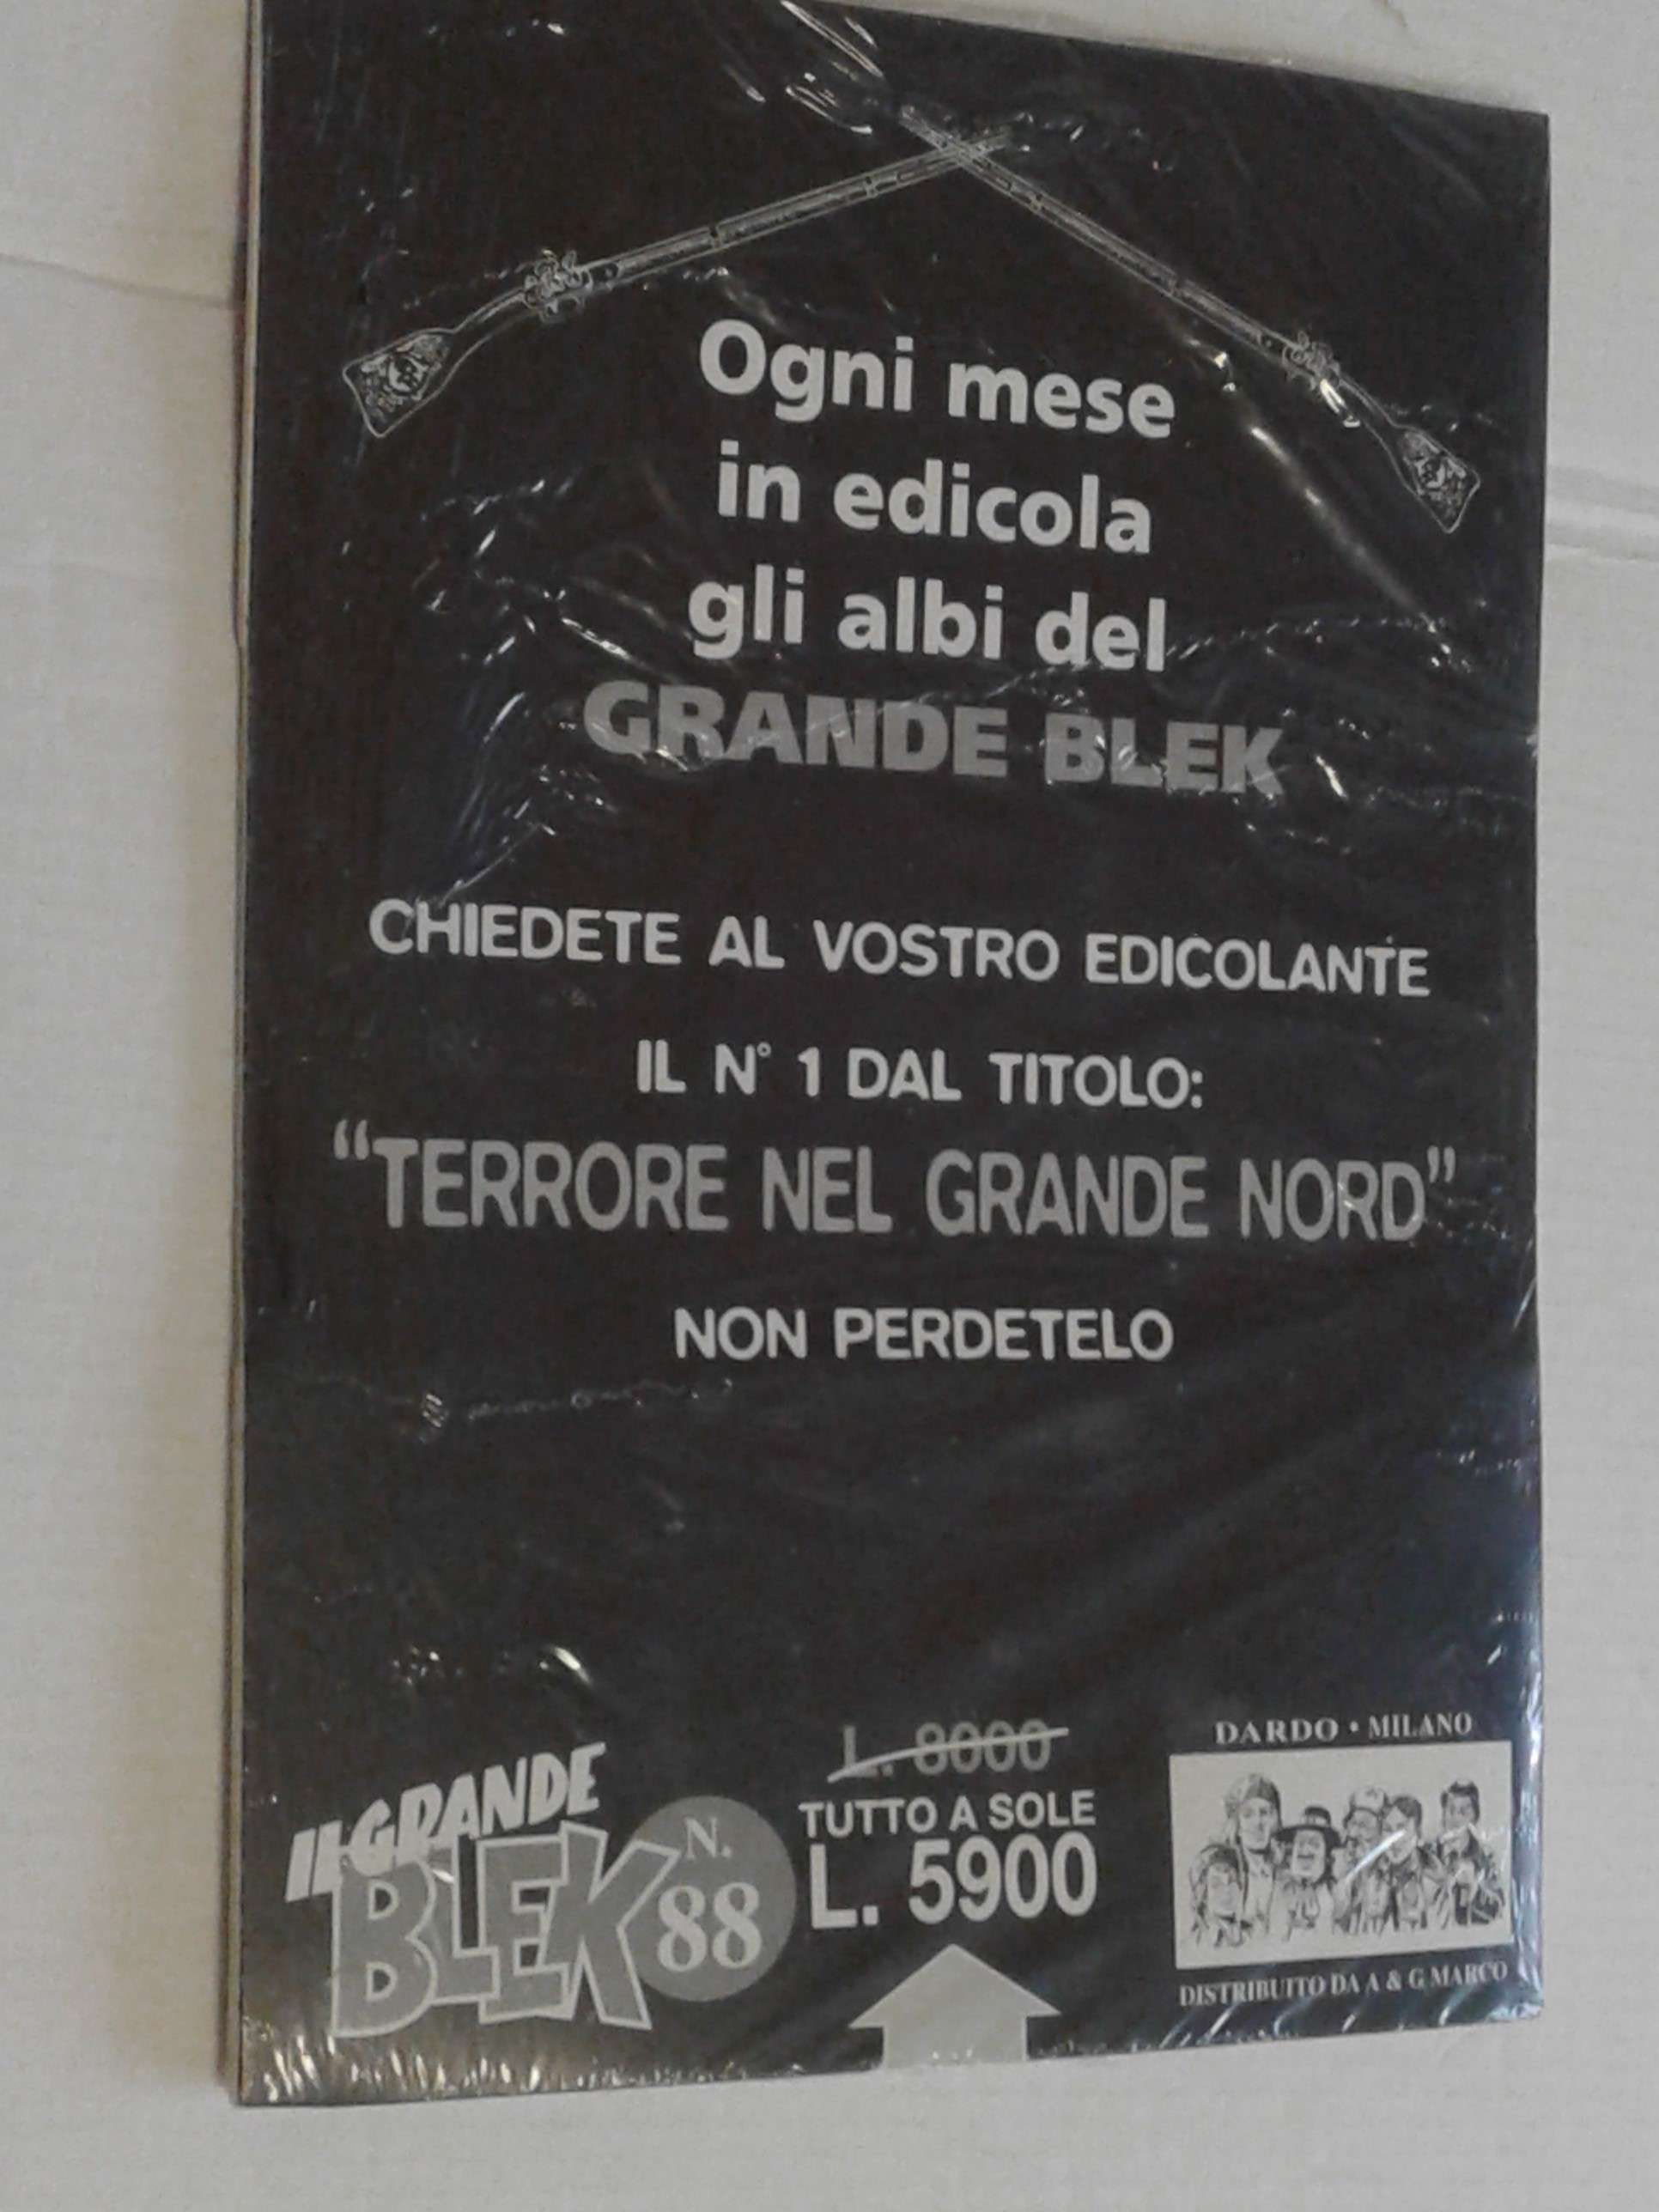 Ogni mese
in edicola
gli albi del
GRANDE BLEK
CHIEDETE AL VOSTRO EDICOLANTE
IL N° 1 DAL TITOLO:
“TERRORE NEL GRANDE NORD”
NON PERDETELO
IL GRANDE
BLEK
N.
88
L. 8000
TUTTO A SOLE
L. 5900
DARDO • MILANO
DISTRIBUITO DA A & G MARCO